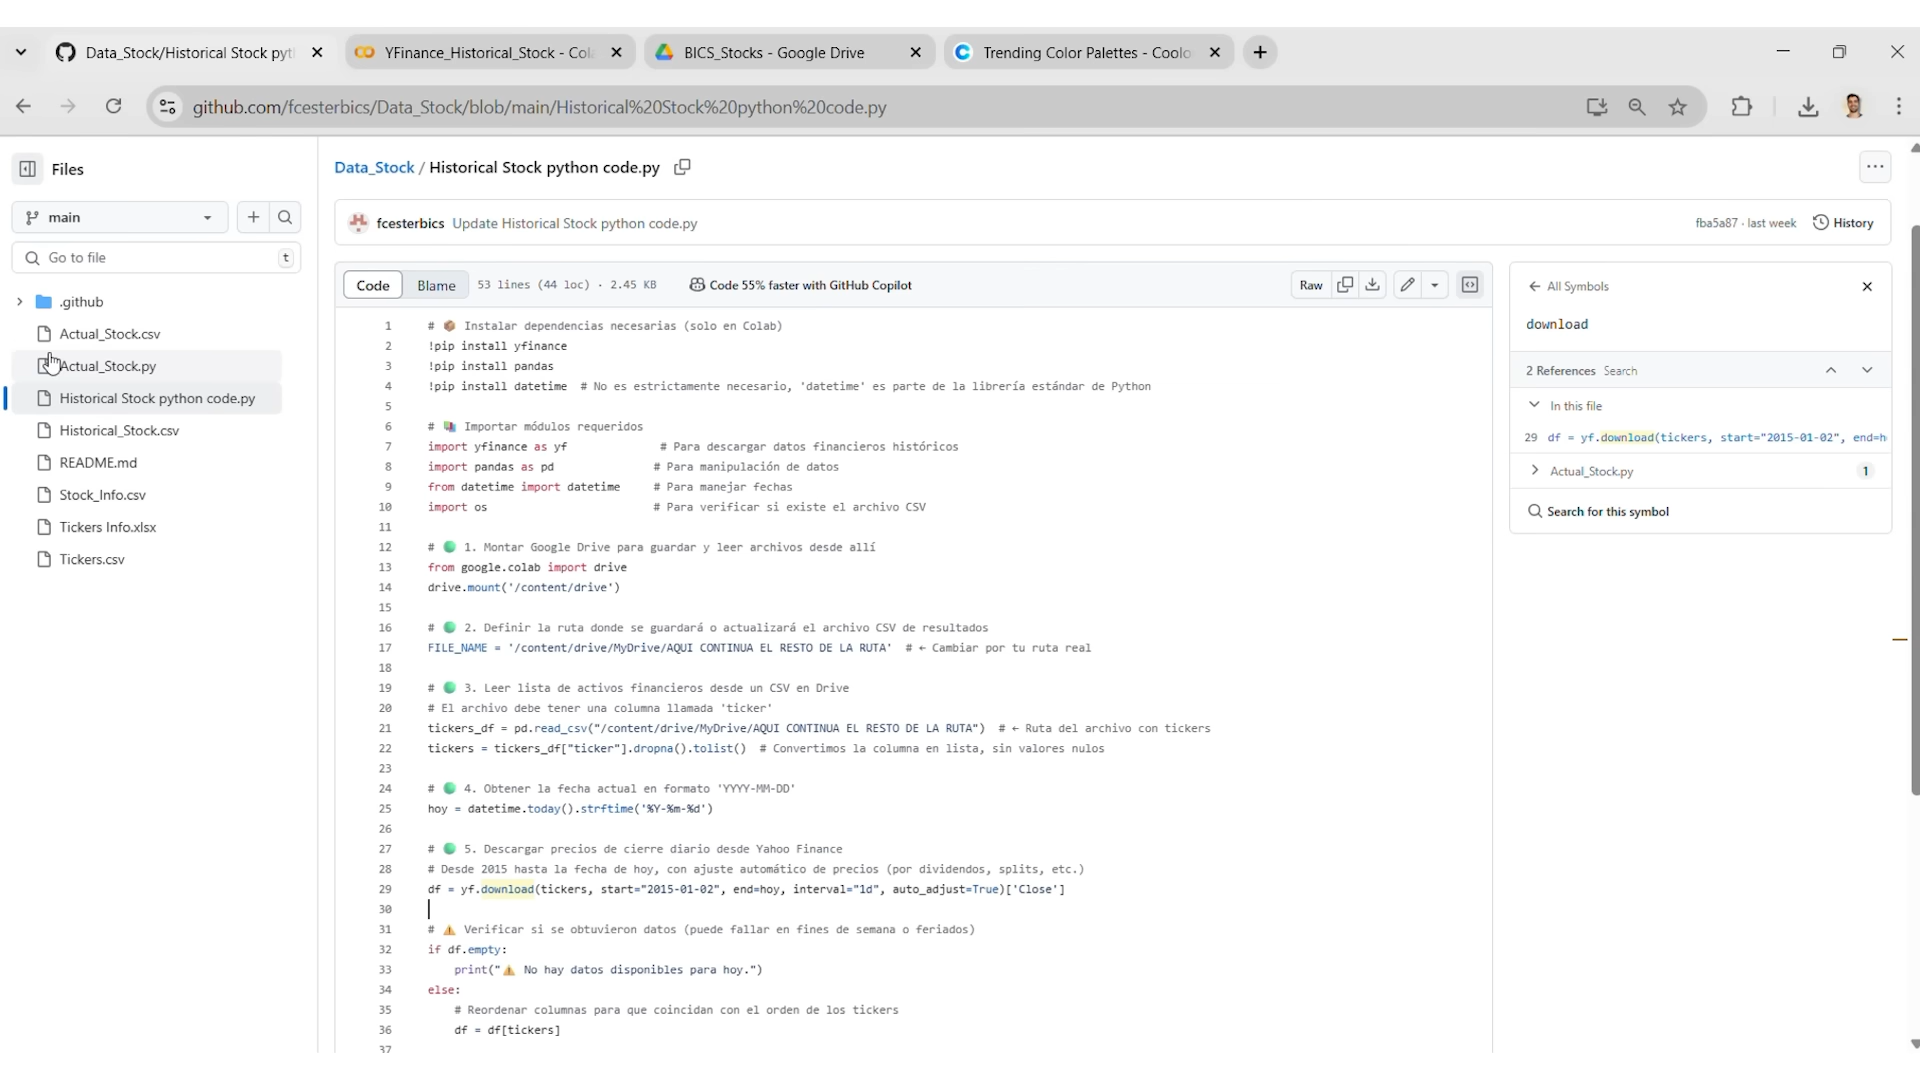 Data_Stock/Historical Stock pyt
YFinance_Historical_Stock - Col
BICS_Stocks - Google Drive
Trending Color Palettes - Coolo
github.com/fcesterbics/Data_Stock/blob/main/Historical%20Stock%20python%20code.py
Files
main
Go to file
t
.github
Actual_Stock.csv
Actual_Stock.py
Historical Stock python code.py
Historical_Stock.csv
README.md
Stock_Info.csv
Tickers Info.xlsx
Tickers.csv
Data_Stock / Historical Stock python code.py
fcesterbics Update Historical Stock python code.py
fba5a87 · last week History
Code Blame 53 lines (44 loc) · 2.45 KB Code 55% faster with GitHub Copilot
Raw
1 # 📦 Instalar dependencias necesarias (solo en Colab)
2 !pip install yfinance
3 !pip install pandas
4 !pip install datetime # No es estrictamente necesario, 'datetime' es parte de la librería estándar de Python
5
6 # 📚 Importar módulos requeridos
7 import yfinance as yf # Para descargar datos financieros históricos
8 import pandas as pd # Para manipulación de datos
9 from datetime import datetime # Para manejar fechas
10 import os # Para verificar si existe el archivo CSV
11
12 # 🟢 1. Montar Google Drive para guardar y leer archivos desde allí
13 from google.colab import drive
14 drive.mount('/content/drive')
15
16 # 🟢 2. Definir la ruta donde se guardará o actualizará el archivo CSV de resultados
17 FILE_NAME = '/content/drive/MyDrive/AQUI CONTINUA EL RESTO DE LA RUTA' # ← Cambiar por tu ruta real
18
19 # 🟢 3. Leer lista de activos financieros desde un CSV en Drive
20 # El archivo debe tener una columna llamada 'ticker'
21 tickers_df = pd.read_csv("/content/drive/MyDrive/AQUI CONTINUA EL RESTO DE LA RUTA") # ← Ruta del archivo con tickers
22 tickers = tickers_df["ticker"].dropna().tolist() # Convertimos la columna en lista, sin valores nulos
23
24 # 🟢 4. Obtener la fecha actual en formato 'YYYY-MM-DD'
25 hoy = datetime.today().strftime('%Y-%m-%d')
26
27 # 🟢 5. Descargar precios de cierre diario desde Yahoo Finance
28 # Desde 2015 hasta la fecha de hoy, con ajuste automático de precios (por dividendos, splits, etc.)
29 df = yf.download(tickers, start="2015-01-02", end=hoy, interval="1d", auto_adjust=True)['Close']
30
31 # ⚠️ Verificar si se obtuvieron datos (puede fallar en fines de semana o feriados)
32 if df.empty:
33 print("⚠️ No hay datos disponibles para hoy.")
34 else:
35 # Reordenar columnas para que coincidan con el orden de los tickers
36 df = df[tickers]
37
All Symbols
download
2 References Search
In this file
29 df = yf.download(tickers, start="2015-01-02", end=h
Actual_Stock.py 1
Search for this symbol